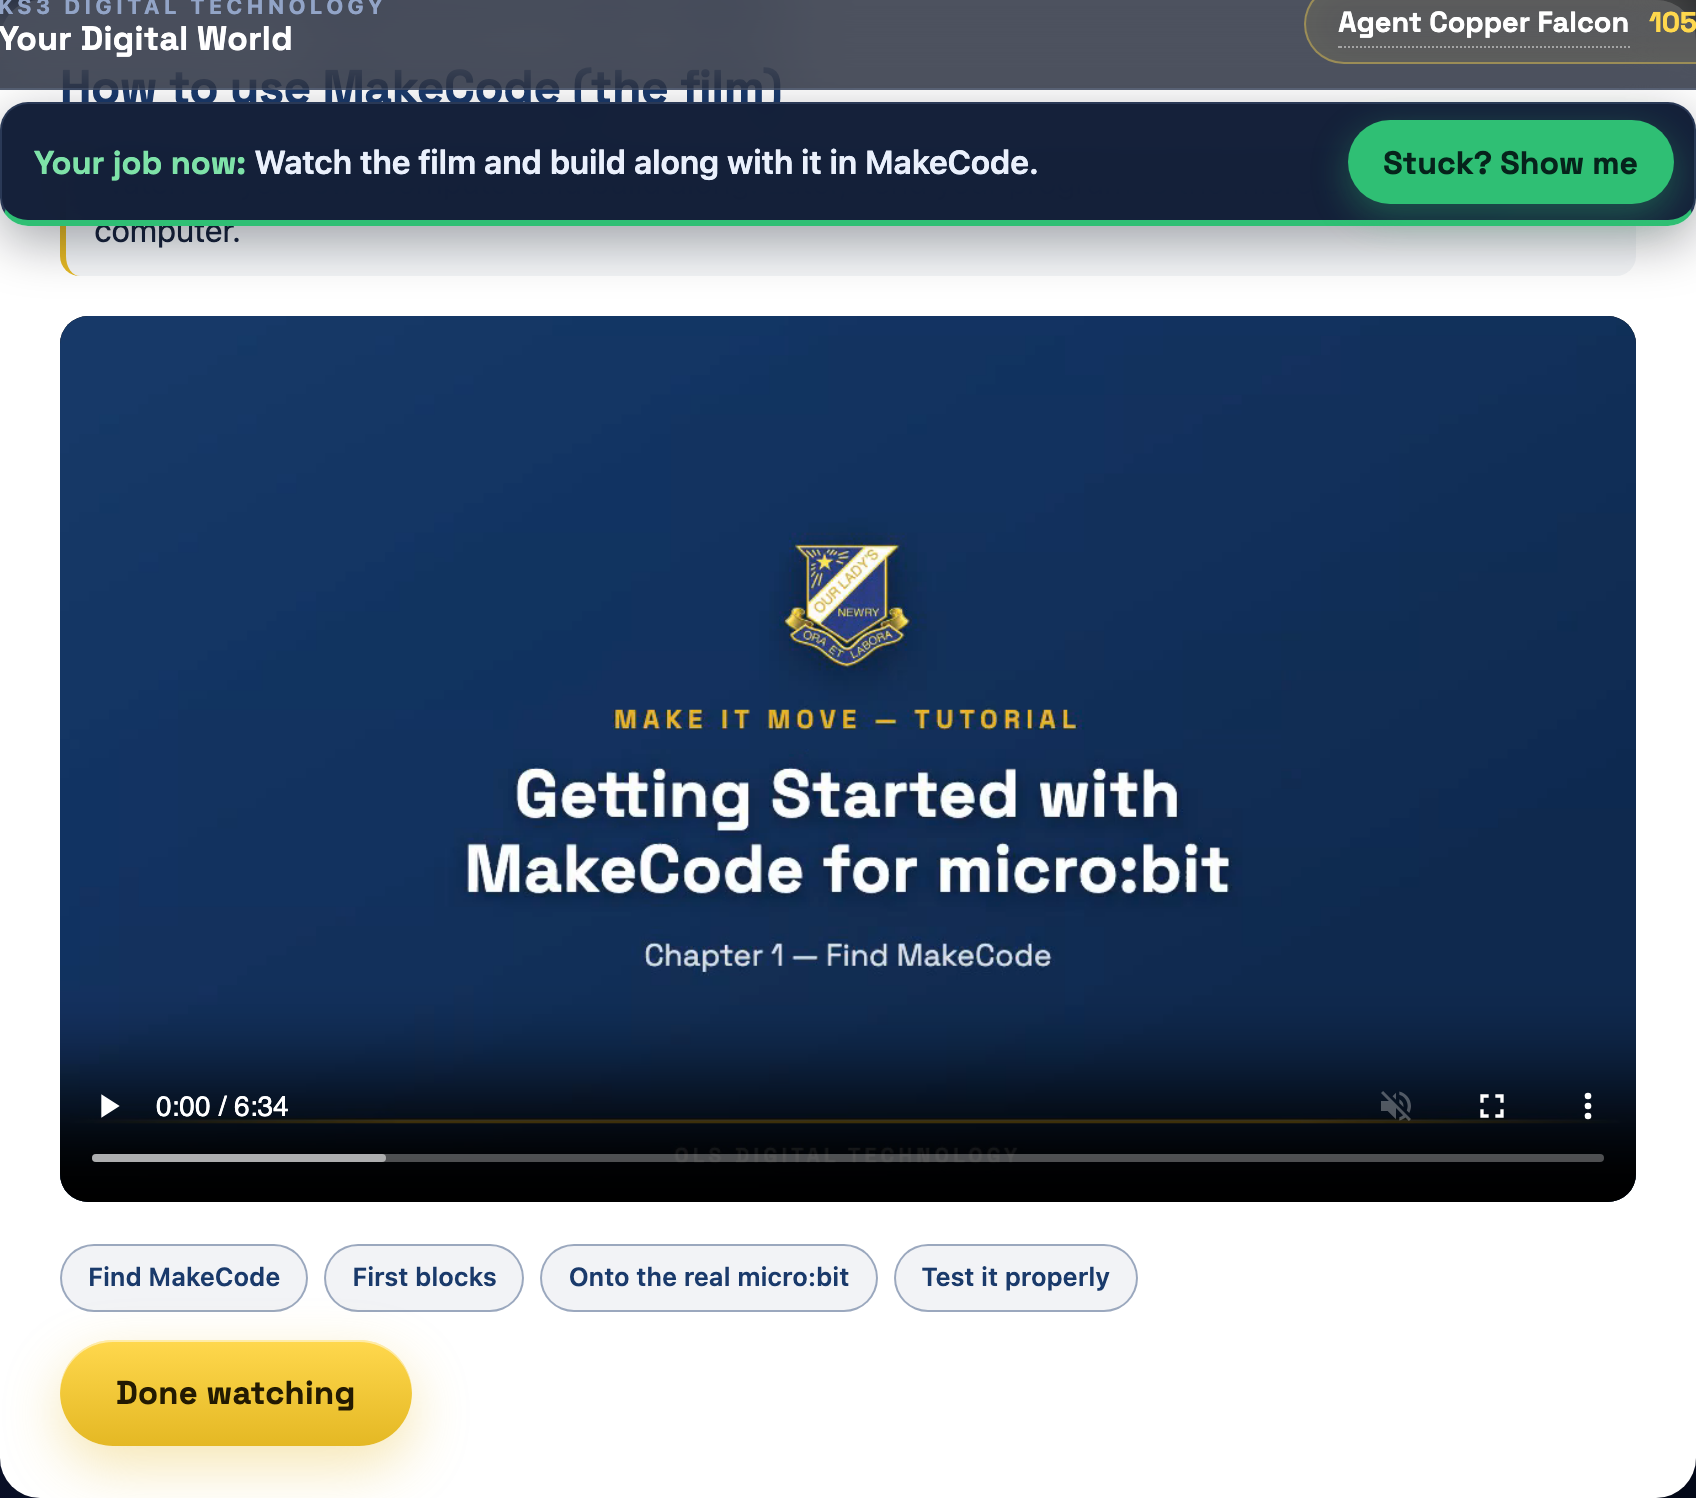 KS3 DIGITAL TECHNOLOGY
Your Digital World
Agent Copper Falcon 105
How to use MakeCode (the film)
Your job now: Watch the film and build along with it in MakeCode.
Stuck? Show me
computer.
OUR LADY'S
NEWRY
ORA ET LABORA
MAKE IT MOVE — TUTORIAL
Getting Started with
MakeCode for micro:bit
Chapter 1 — Find MakeCode
0:00 / 6:34
OLS DIGITAL TECHNOLOGY
Find MakeCode
First blocks
Onto the real micro:bit
Test it properly
Done watching